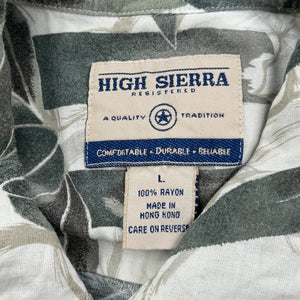 HIGH SIERRA
REGISTERED
A QUALITY TRADITION
COMFORTABLE • DURABLE • RELIABLE
L
100% RAYON
MADE IN
HONG KONG
CARE ON REVERSE